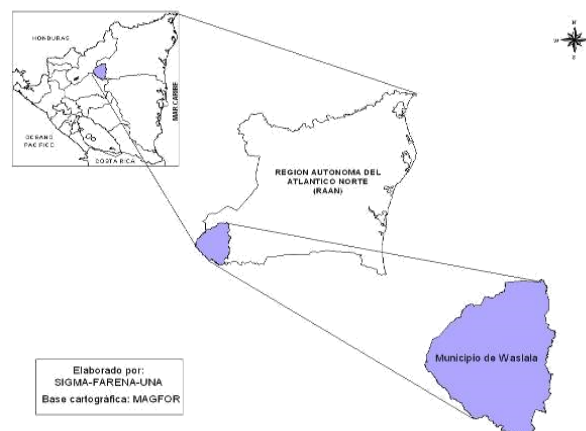 HONDURAS
MAR CARIBE
OCEANO
PACIFICO
COSTA RICA
N
W
E
S
REGION AUTONOMA DEL
ATLANTICO NORTE
(RAAN)
Municipio de Waslala
Elaborado por:
SIGMA-FARENA-UNA
Base cartográfica: MAGFOR